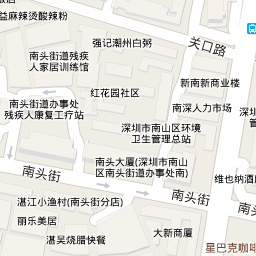 益麻辣烫酸辣粉
强记潮州白粥
关口路
南头街道残疾
人家居训练馆
新南新商业楼
红花园社区
南头街道办事处
残疾人康复工疗站
南深人力市场
深圳市南山区环境
卫生管理总站
南头大厦(深圳市南山
区南头街道办事处南)
南头街
维也纳酒
南头街
湛江小渔村(南头街分店)
丽乐美居
大新商厦
湛吴烧腊快餐
星巴克咖啡